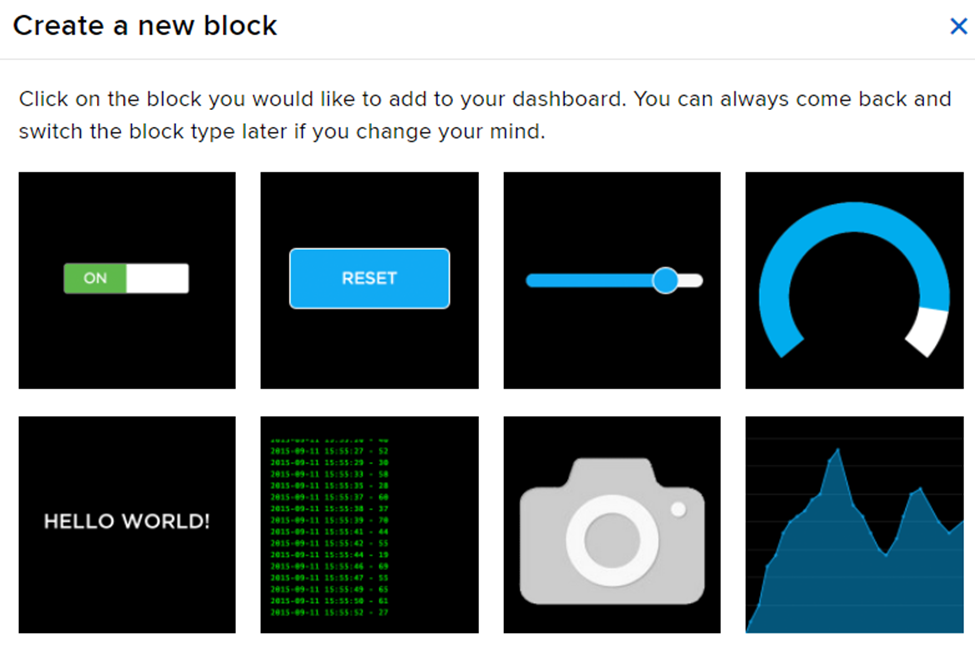 Create a new block
Click on the block you would like to add to your dashboard. You can always come back and
switch the block type later if you change your mind.
ON
RESET
HELLO WORLD!
2015-09-11 15:55:27 - 52
2015-09-11 15:55:29 - 30
2015-09-11 15:55:33 - 50
2015-09-11 15:55:35 - 28
2015-09-11 15:55:37 - 60
2015-09-11 15:55:38 - 37
2015-09-11 15:55:39 - 70
2015-09-11 15:55:41 - 44
2015-09-11 15:55:42 - 55
2015-09-11 15:55:44 - 19
2015-09-11 15:55:46 - 69
2015-09-11 15:55:47 - 51
2015-09-11 15:55:49 - 65
2015-09-11 15:55:50 - 61
2015-09-11 15:55:52 - 27